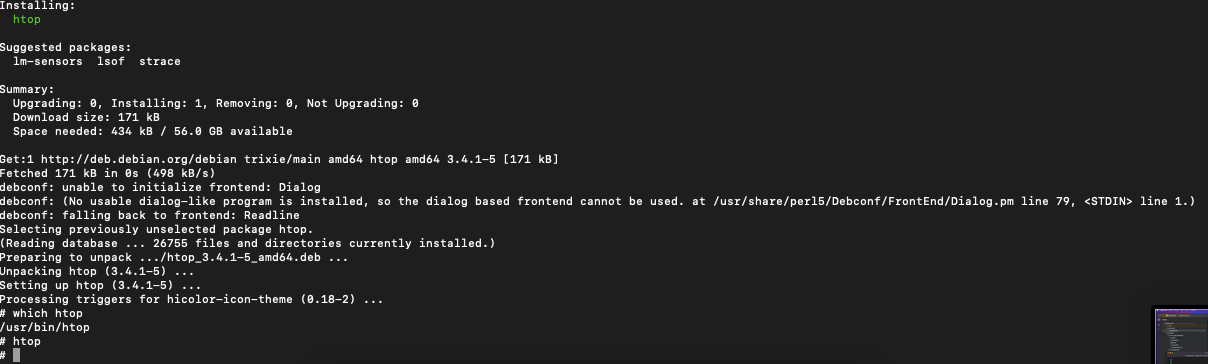 Installing:
  htop

Suggested packages:
  lm-sensors  lsof  strace

Summary:
  Upgrading: 0, Installing: 1, Removing: 0, Not Upgrading: 0
  Download size: 171 kB
  Space needed: 434 kB / 56.0 GB available

Get:1 http://deb.debian.org/debian trixie/main amd64 htop amd64 3.4.1-5 [171 kB]
Fetched 171 kB in 0s (498 kB/s)
debconf: unable to initialize frontend: Dialog
debconf: (No usable dialog-like program is installed, so the dialog based frontend cannot be used. at /usr/share/perl5/Debconf/FrontEnd/Dialog.pm line 79, <STDIN> line 1.)
debconf: falling back to frontend: Readline
Selecting previously unselected package htop.
(Reading database ... 26755 files and directories currently installed.)
Preparing to unpack .../htop_3.4.1-5_amd64.deb ...
Unpacking htop (3.4.1-5) ...
Setting up htop (3.4.1-5) ...
Processing triggers for hicolor-icon-theme (0.18-2) ...
# which htop
/usr/bin/htop
# htop
#